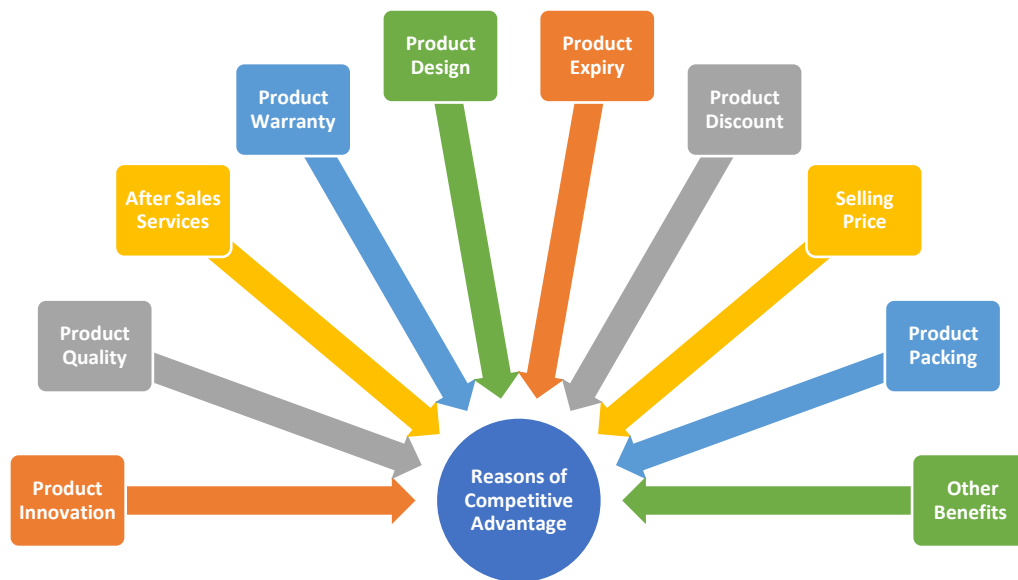 Product
Design
Product
Expiry
Product
Warranty
Product
Discount
After Sales
Services
Selling
Price
Product
Quality
Product
Packing
Product
Innovation
Reasons of
Competitive
Advantage
Other
Benefits